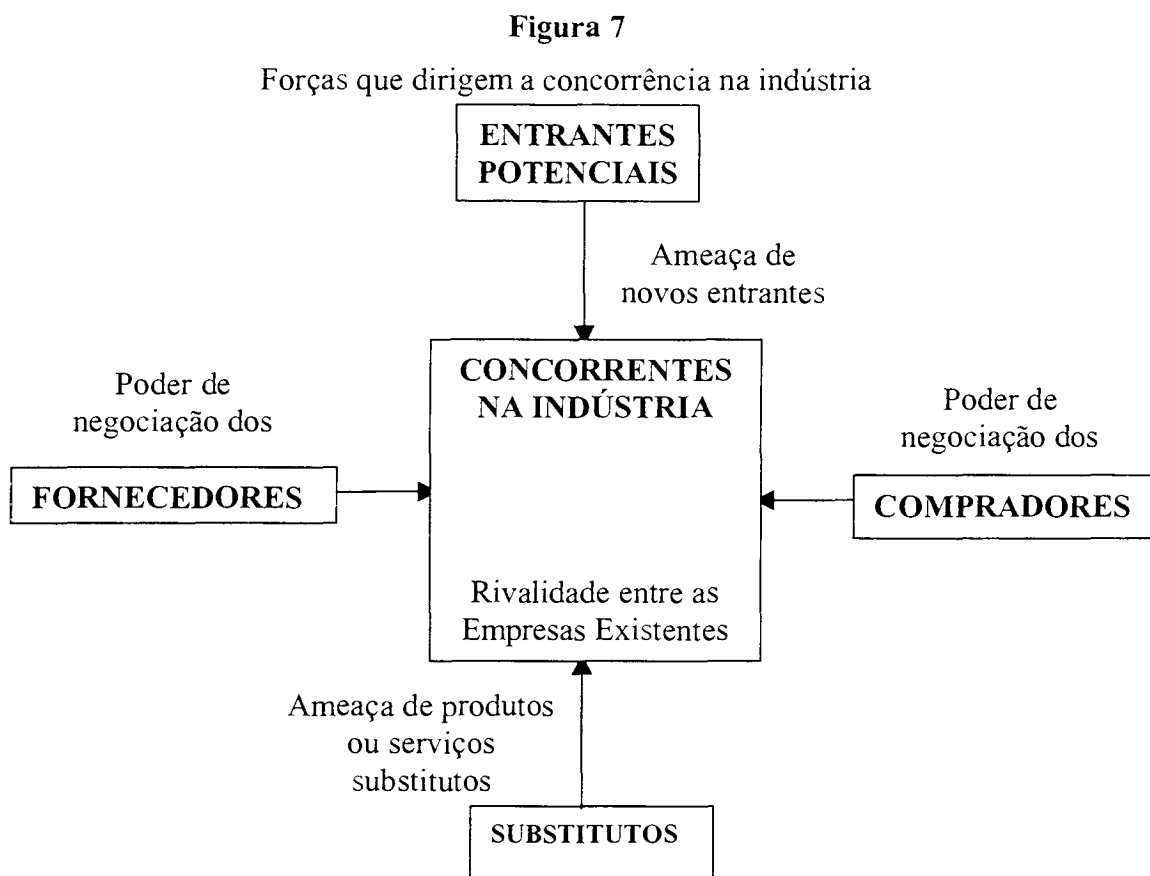 Figura 7
Forças que dirigem a concorrência na indústria
ENTRANTES
POTENCIAIS
Ameaça de
novos entrantes
CONCORRENTES
NA INDÚSTRIA
Poder de
negociação dos
FORNECEDORES
Poder de
negociação dos
COMPRADORES
Rivalidade entre as
Empresas Existentes
Ameaça de produtos
ou serviços
substitutos
SUBSTITUTOS